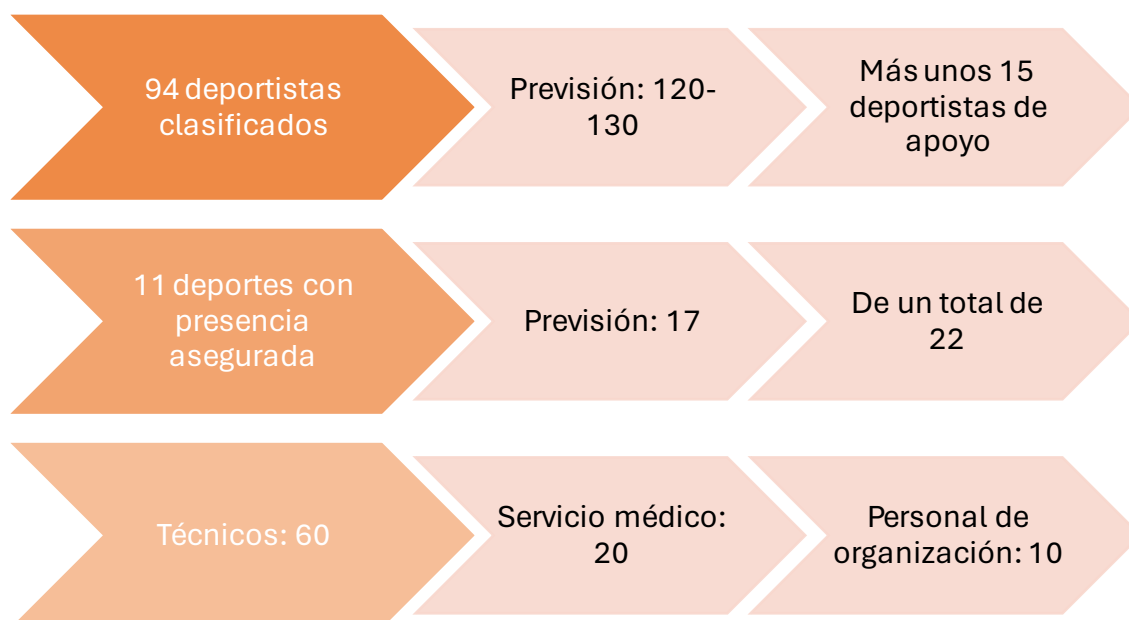 94 deportistas
clasificados
Previsión: 120-
130
Más unos 15
deportistas de
apoyo
11 deportes con
presencia
asegurada
Previsión: 17
De un total de
22
Técnicos: 60
Servicio médico:
20
Personal de
organización: 10